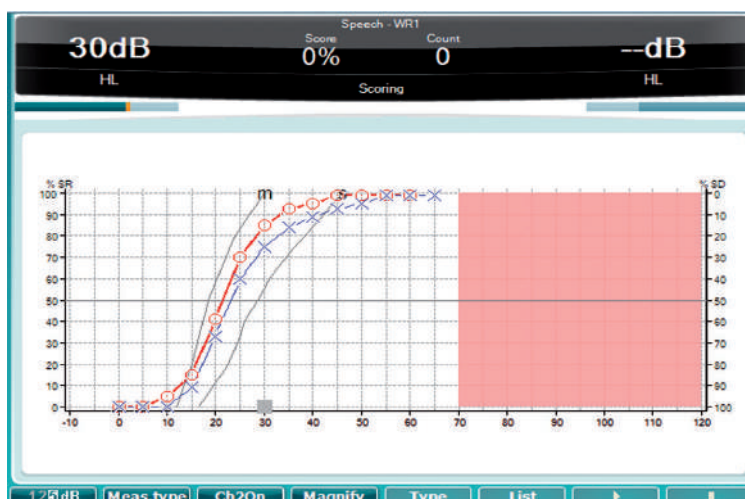 Speech - WR1
30dB Score Count --dB
0% 0
HL HL
Scoring
% SR m s % SD
100 0
90 10
80 20
70 30
60 40
50 50
40 60
30 70
20 80
10 90
0 100
-10 0 10 20 30 40 50 60 70 80 90 100 110 120
Meas type Ch2On Magnify Type List